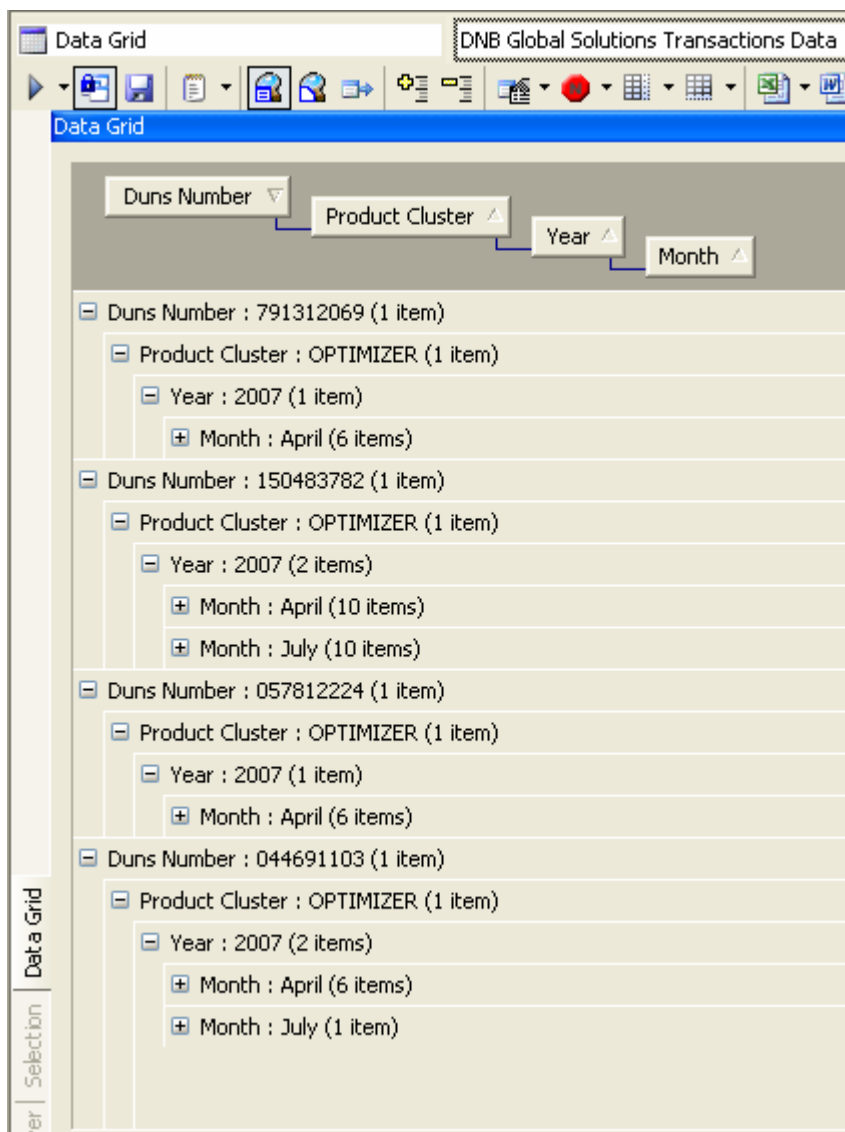 Data Grid
DNB Global Solutions Transactions Data
Data Grid
Duns Number
Product Cluster
Year
Month
Duns Number : 791312069 (1 item)
Product Cluster : OPTIMIZER (1 item)
Year : 2007 (1 item)
Month : April (6 items)
Duns Number : 150483782 (1 item)
Product Cluster : OPTIMIZER (1 item)
Year : 2007 (2 items)
Month : April (10 items)
Month : July (10 items)
Duns Number : 057812224 (1 item)
Product Cluster : OPTIMIZER (1 item)
Year : 2007 (1 item)
Month : April (6 items)
Duns Number : 044691103 (1 item)
Product Cluster : OPTIMIZER (1 item)
Year : 2007 (2 items)
Month : April (6 items)
Month : July (1 item)
Data Grid
Selection